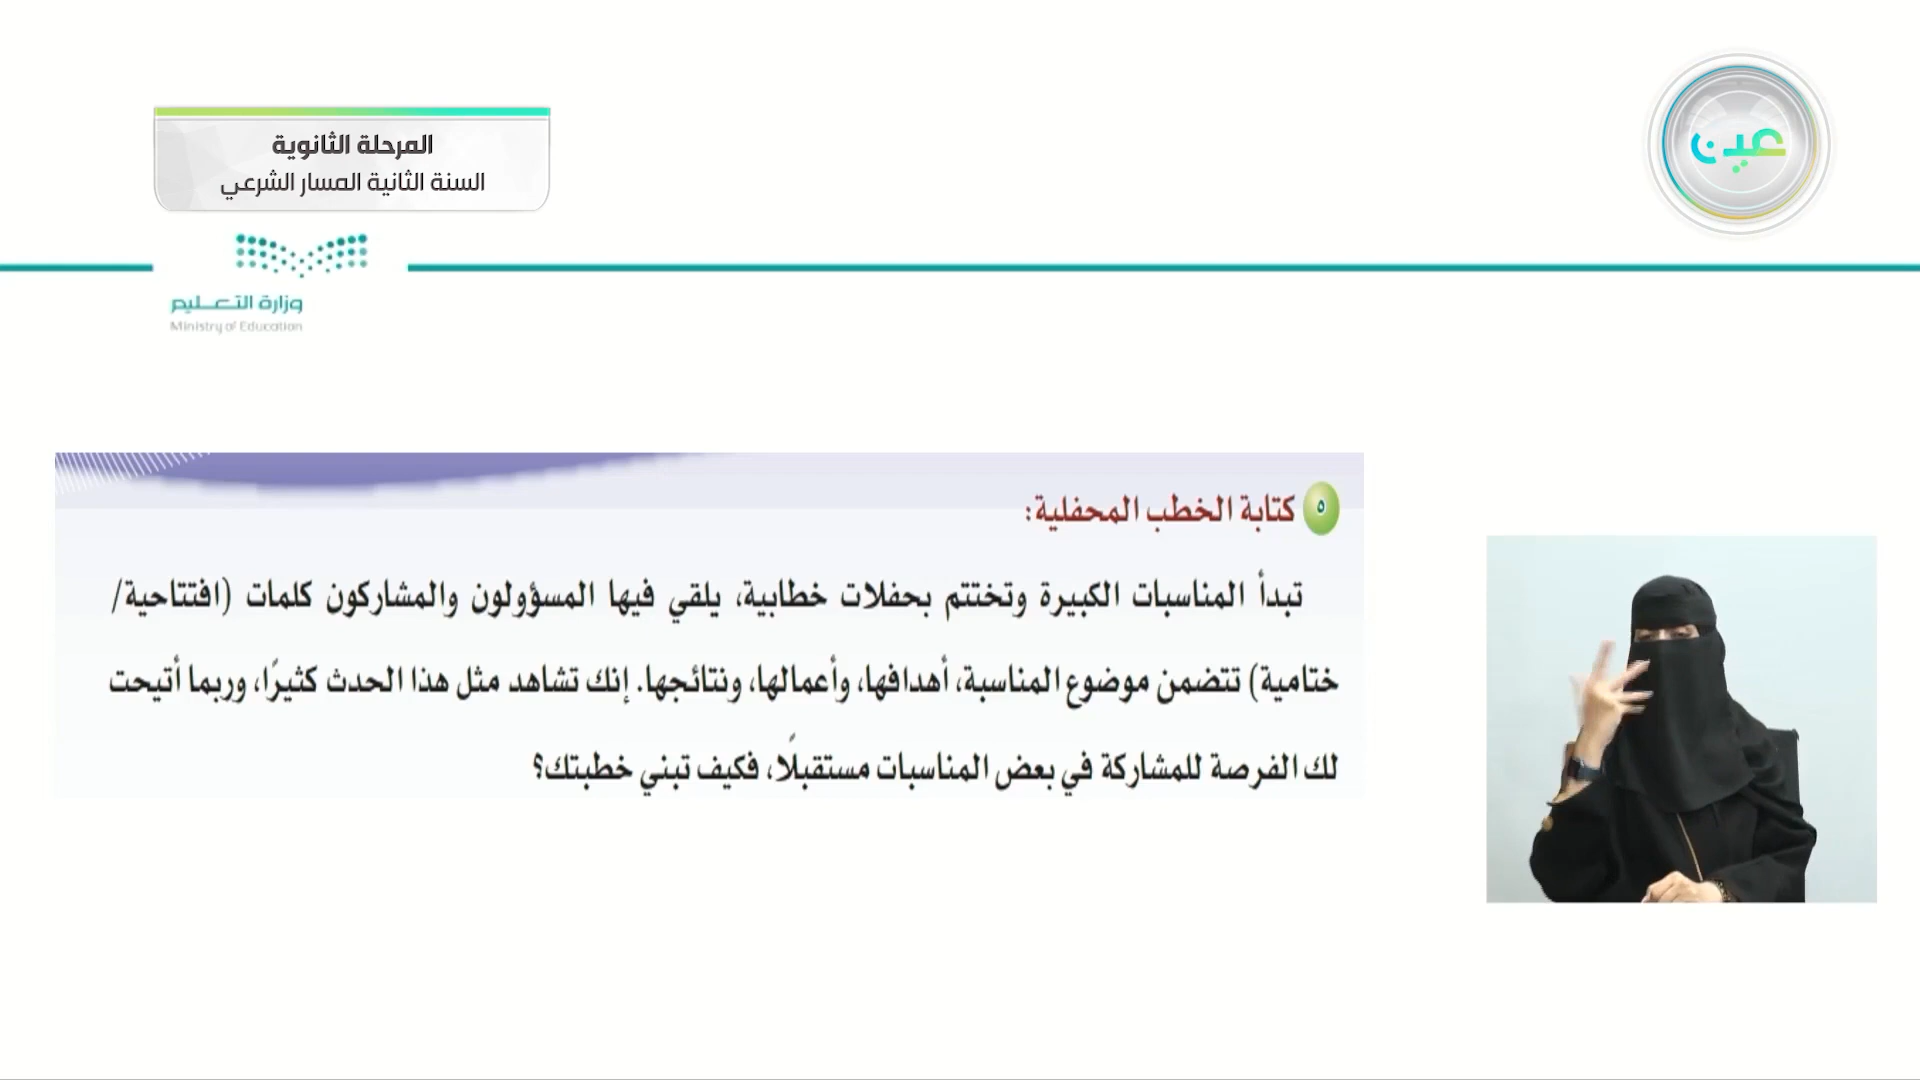 المرحلة الثانوية
السنة الثانية المسار الشرعي
عين
وزارة التعليم
Ministry of Education
٥ كتابة الخطب المحفلية:
تبدأ المناسبات الكبيرة وتختتم بحفلات خطابية، يلقي فيها المسؤولون والمشاركون كلمات (افتتاحية/
ختامية) تتضمن موضوع المناسبة، أهدافها، وأعمالها، ونتائجها. إنك تشاهد مثل هذا الحدث كثيرًا، وربما أتيحت
لك الفرصة للمشاركة في بعض المناسبات مستقبلًا، فكيف تبني خطبتك؟